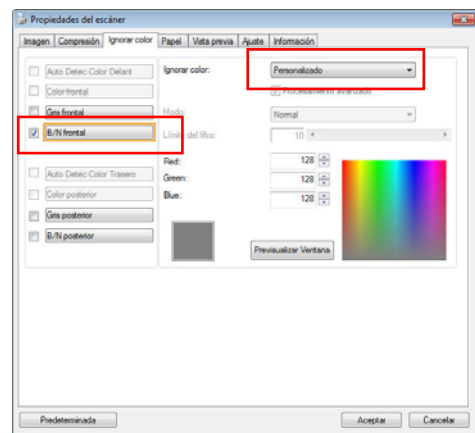 Propiedades del escáner
Imagen Compresión Ignorar color Papel Vista previa Ajuste Información
Auto Detec Color Delant
Color frontal
Gris frontal
B/N frontal
Auto Detec Color Trasero
Color posterior
Gris posterior
B/N posterior
Ignorar color: Personalizado
Procesamiento avanzado
Modo: Normal
Límite del filtro: 10
Red: 128
Green: 128
Blue: 128
Previsualizar Ventana
Predeterminada Aceptar Cancelar